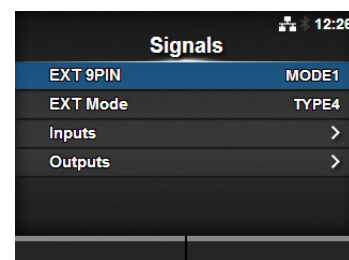 12:26
Signals
EXT 9PIN MODE1
EXT Mode TYPE4
Inputs >
Outputs >